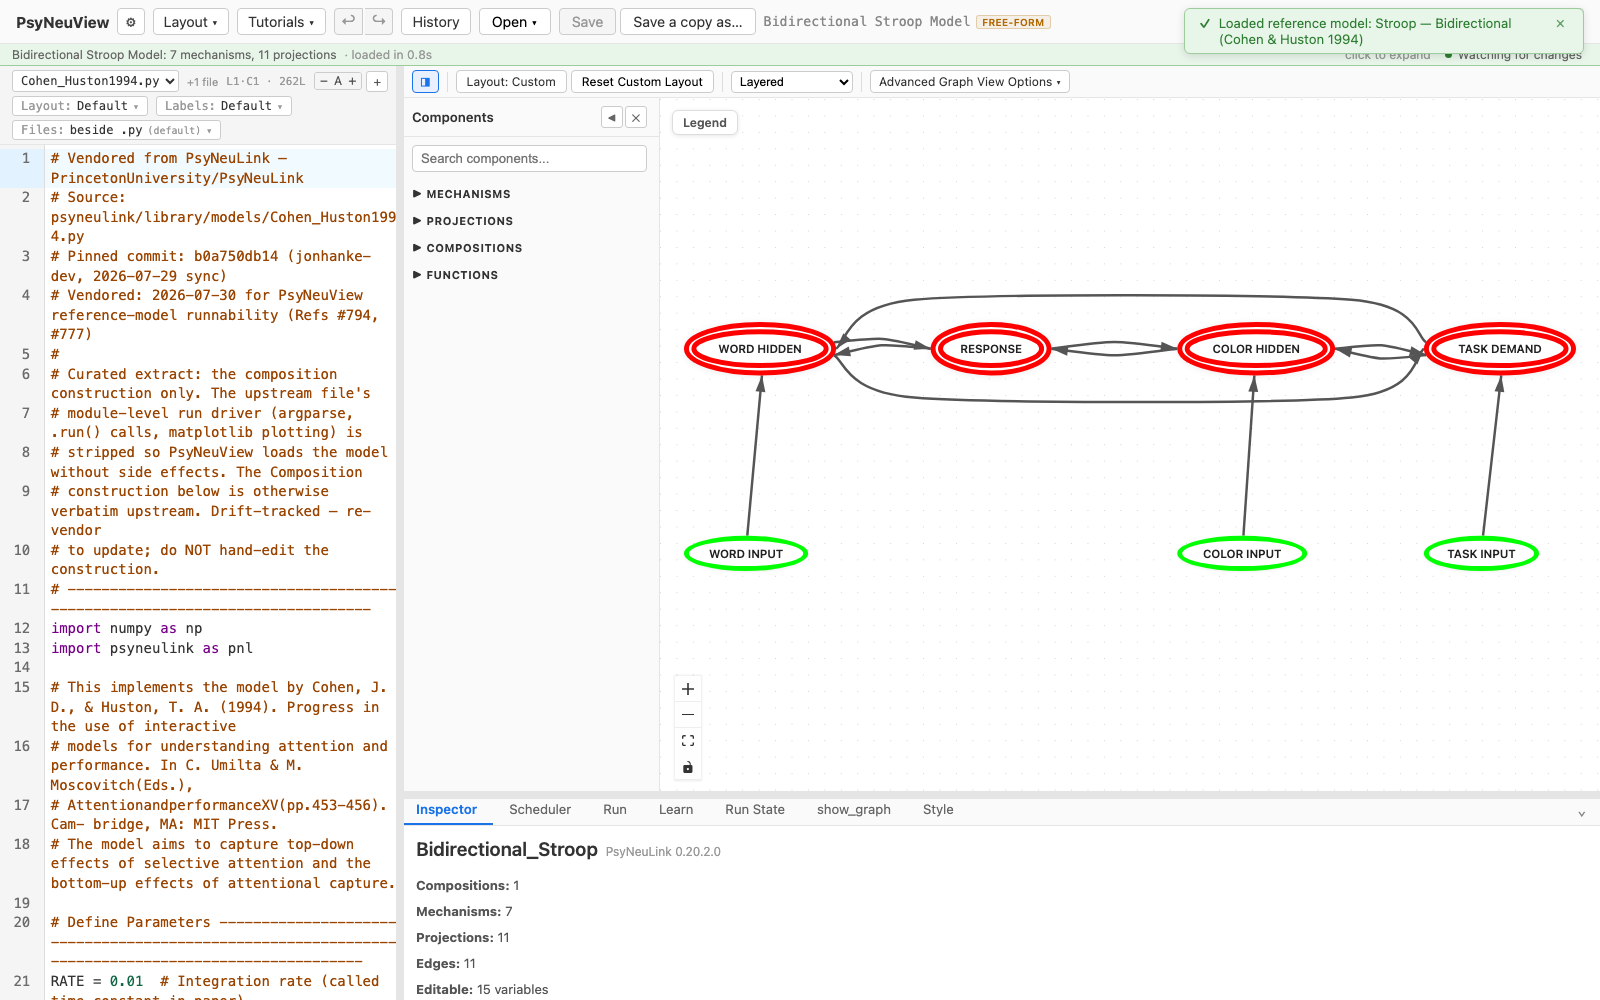 PsyNeuView
Layout ▾
Tutorials ▾
History
Open ▾
Save
Save a copy as...
Bidirectional Stroop Model
FREE-FORM
✓ Loaded reference model: Stroop — Bidirectional
(Cohen & Huston 1994)
Bidirectional Stroop Model: 7 mechanisms, 11 projections · loaded in 0.8s
click to expand
Watching for changes
Cohen_Huston1994.py
+1 file L1·C1 · 262L
− A +
+
Layout: Default ▾
Labels: Default ▾
Files: beside .py (default) ▾
1 # Vendored from PsyNeuLink —
PrincetonUniversity/PsyNeuLink
2 # Source:
psyneulink/library/models/Cohen_Huston199
4.py
3 # Pinned commit: b0a750db14 (jonhanke-
dev, 2026-07-29 sync)
4 # Vendored: 2026-07-30 for PsyNeuView
reference-model runnability (Refs #794,
#777)
5 #
6 # Curated extract: the composition
construction only. The upstream file's
7 # module-level run driver (argparse,
.run() calls, matplotlib plotting) is
8 # stripped so PsyNeuView loads the model
without side effects. The Composition
9 # construction below is otherwise
verbatim upstream. Drift-tracked — re-
vendor
10 # to update; do NOT hand-edit the
construction.
11 # ---------------------------------------
--------------------------------------
12 import numpy as np
13 import psyneulink as pnl
14
15 # This implements the model by Cohen, J.
D., & Huston, T. A. (1994). Progress in
the use of interactive
16 # models for understanding attention and
performance. In C. Umilta & M.
Moscovitch(Eds.),
17 # AttentionandperformanceXV(pp.453-456).
Cam- bridge, MA: MIT Press.
18 # The model aims to capture top-down
effects of selective attention and the
bottom-up effects of attentional capture.
19
20 # Define Parameters ---------------------
-----------------------------------------
-------------------------------------
21 RATE = 0.01 # Integration rate (called
time constant in paper)
Layout: Custom
Reset Custom Layout
Layered
Advanced Graph View Options ▾
Components
Search components...
▶ MECHANISMS
▶ PROJECTIONS
▶ COMPOSITIONS
▶ FUNCTIONS
Legend
WORD HIDDEN
RESPONSE
COLOR HIDDEN
TASK DEMAND
WORD INPUT
COLOR INPUT
TASK INPUT
Inspector
Scheduler
Run
Learn
Run State
show_graph
Style
Bidirectional_Stroop PsyNeuLink 0.20.2.0
Compositions: 1
Mechanisms: 7
Projections: 11
Edges: 11
Editable: 15 variables